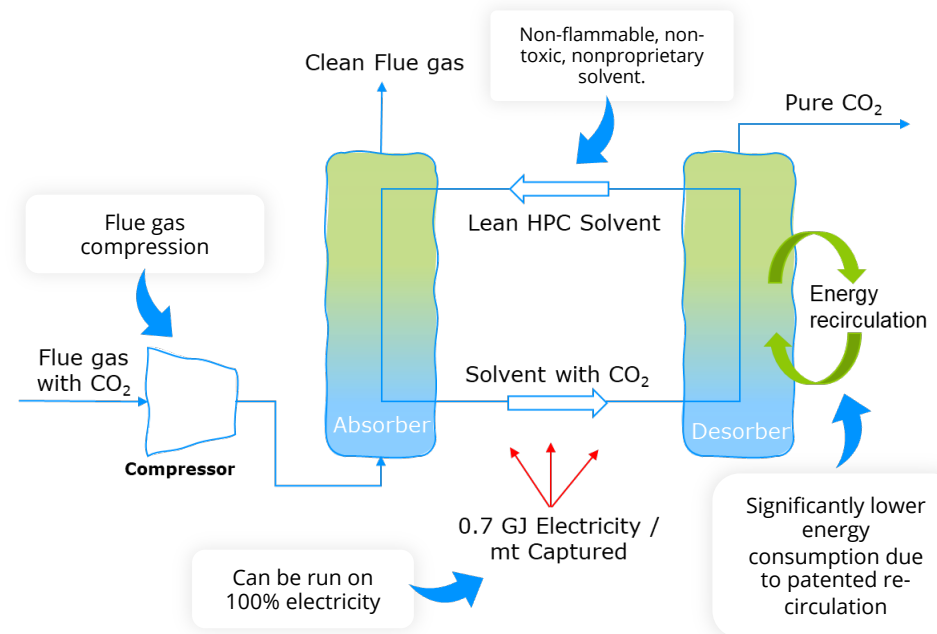 Non-flammable, non-
toxic, nonproprietary
solvent.
Clean Flue gas
Pure CO₂
Flue gas
compression
Lean HPC Solvent
Energy
recirculation
Flue gas
with CO₂
Solvent with CO₂
Absorber
Desorber
Compressor
0.7 GJ Electricity /
mt Captured
Can be run on
100% electricity
Significantly lower
energy
consumption due
to patented re-
circulation